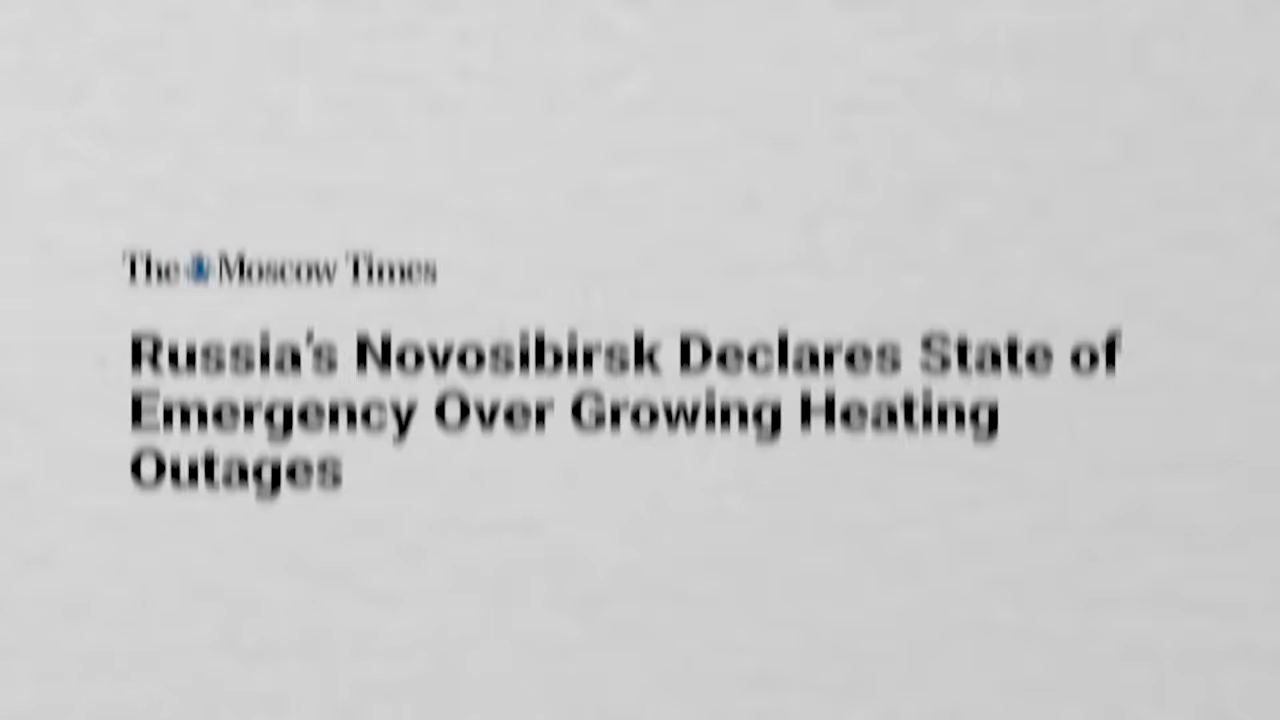 The Moscow Times
Russia's Novosibirsk Declares State of
Emergency Over Growing Heating
Outages